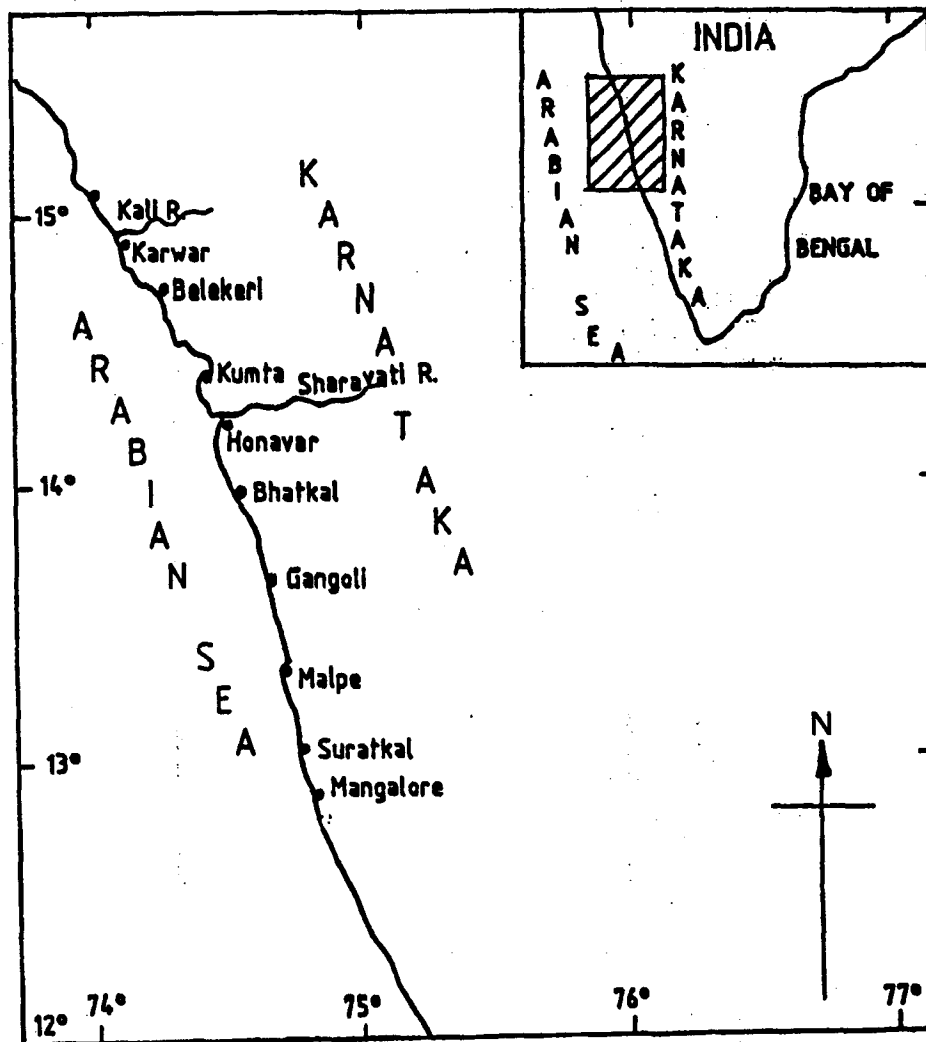 INDIA
ARABIAN
SEA
KARNATAKA
BAY OF
BENGAL
KARNATAKA
ARABIAN
SEA
15°
Kali R.
Karwar
Belekeri
Kumta
Sharavati R.
Honavar
14°
Bhatkal
Gangoli
Malpe
13°
Suratkal
Mangalore
N
12°
74°
75°
76°
77°